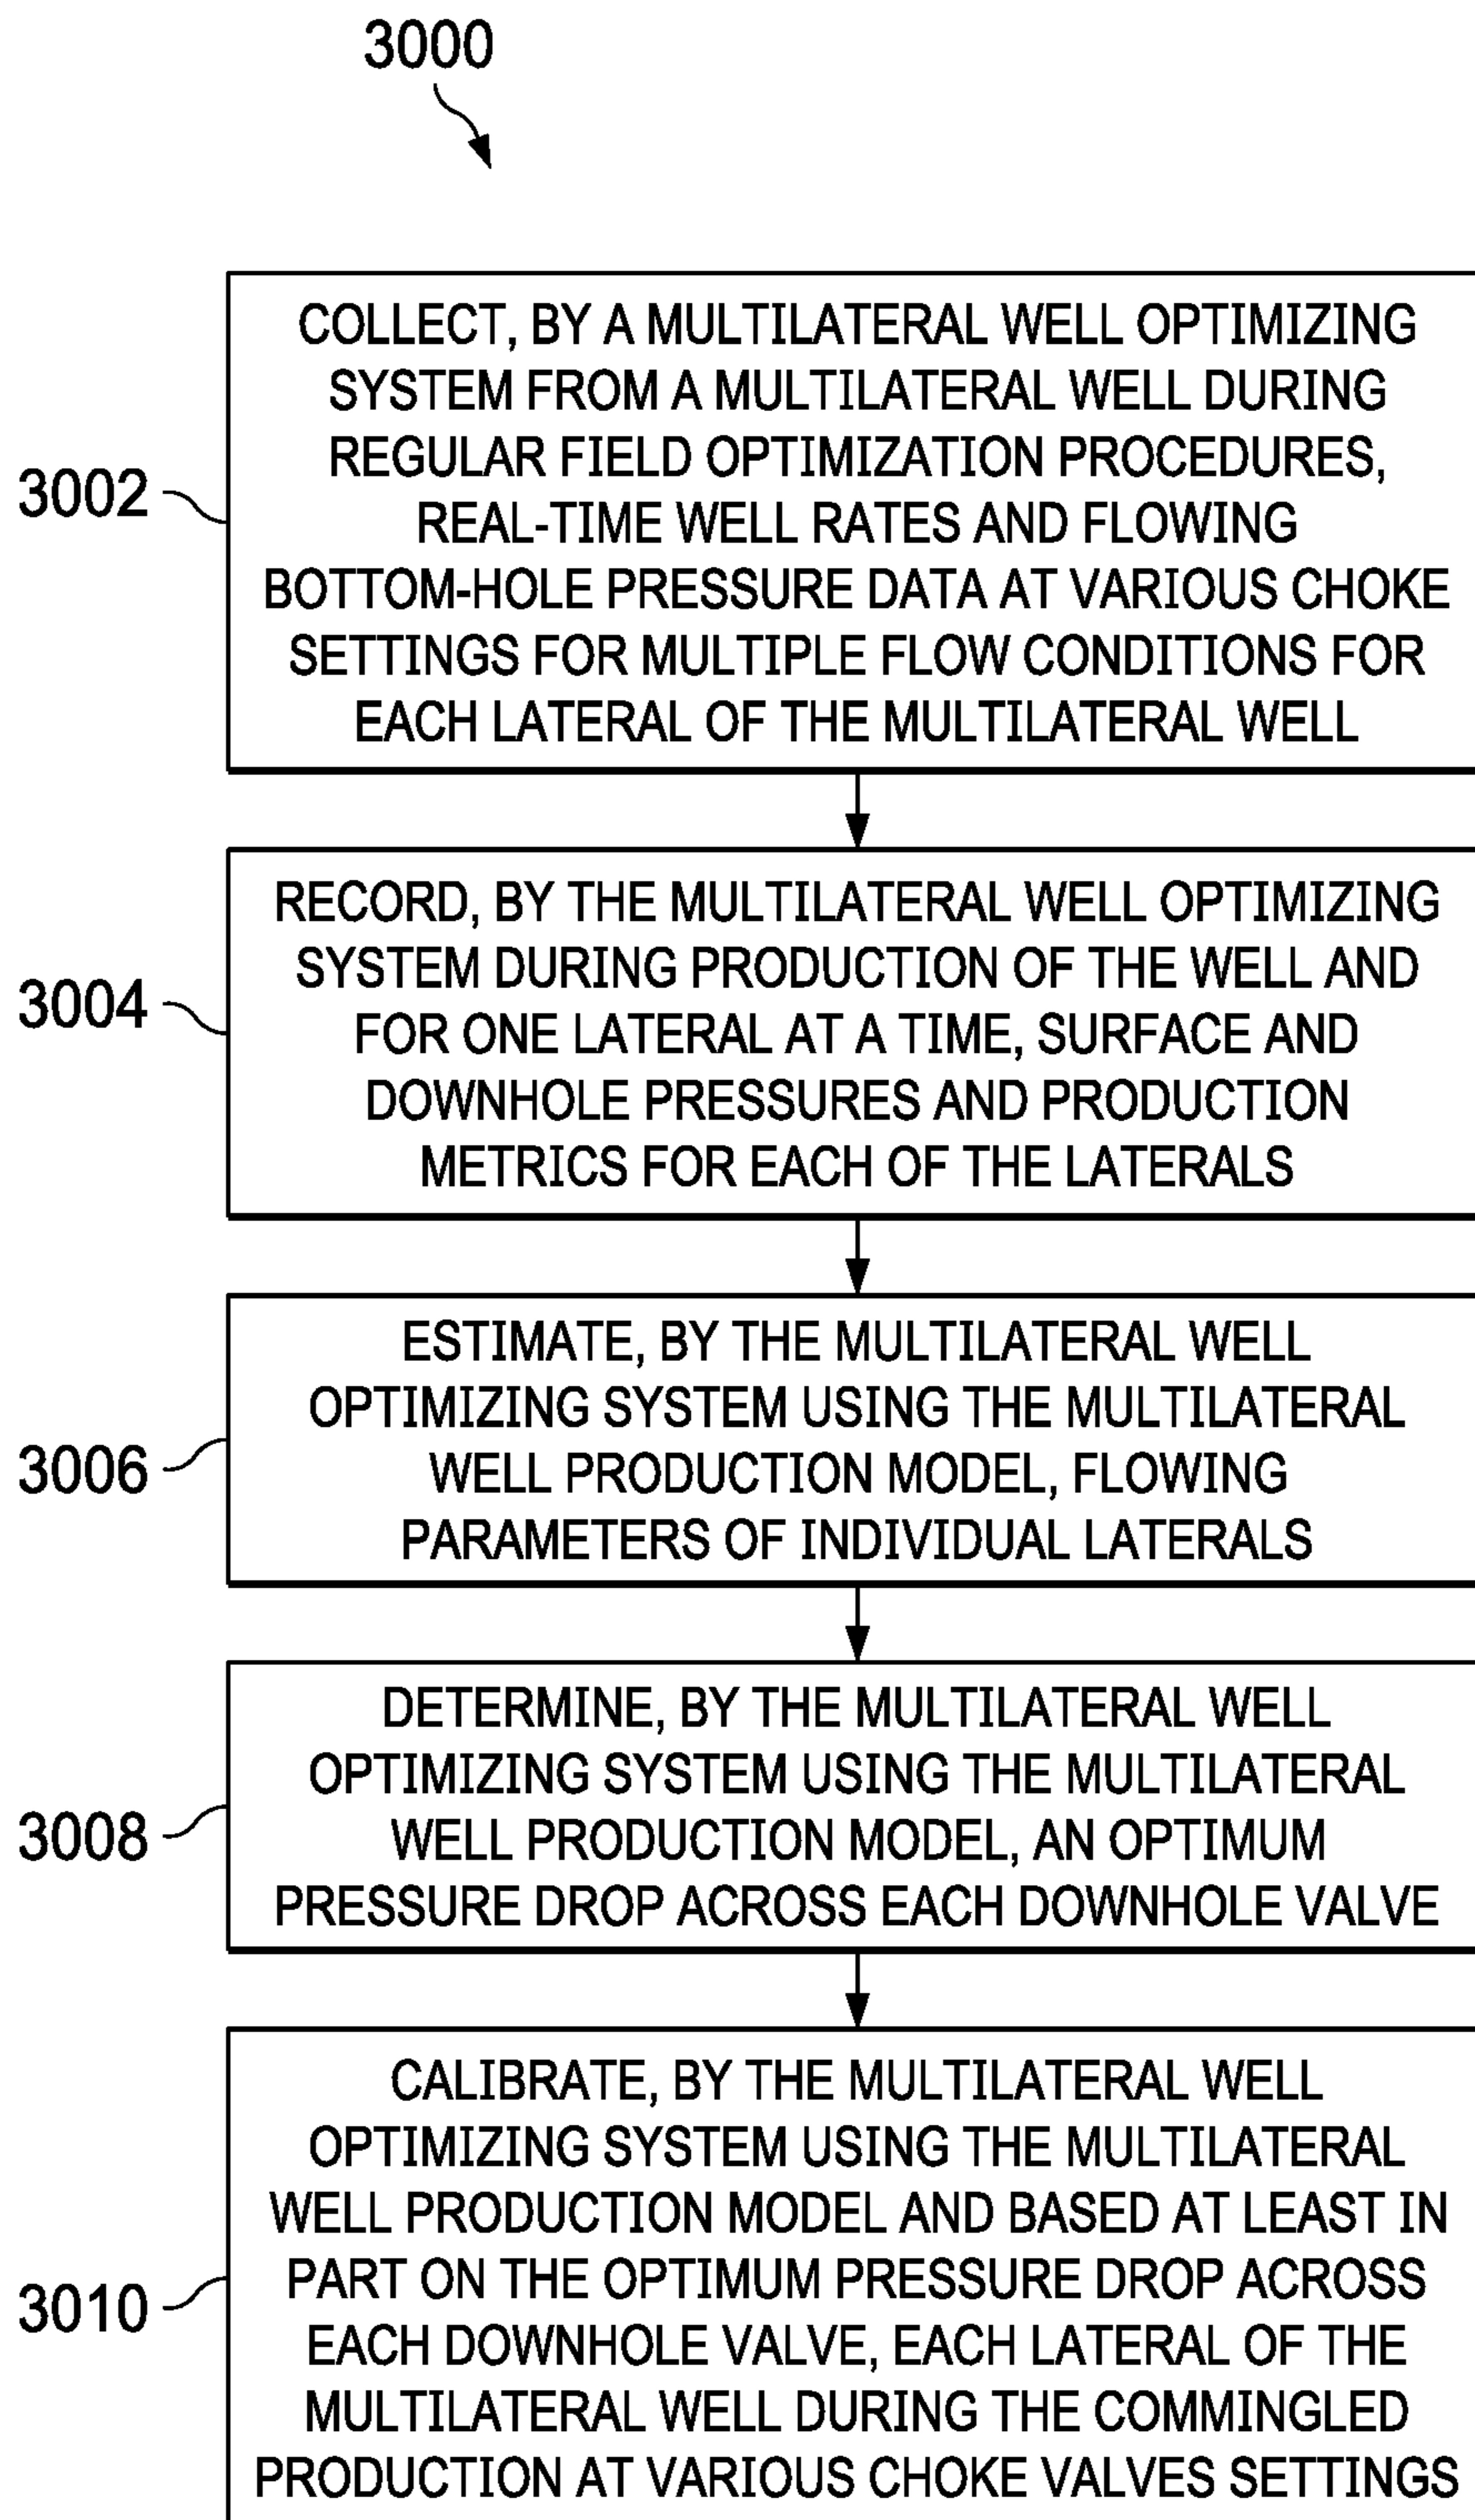 3000
COLLECT, BY A MULTILATERAL WELL OPTIMIZING
SYSTEM FROM A MULTILATERAL WELL DURING
REGULAR FIELD OPTIMIZATION PROCEDURES,
REAL-TIME WELL RATES AND FLOWING
BOTTOM-HOLE PRESSURE DATA AT VARIOUS CHOKE
SETTINGS FOR MULTIPLE FLOW CONDITIONS FOR
EACH LATERAL OF THE MULTILATERAL WELL
3002
RECORD, BY THE MULTILATERAL WELL OPTIMIZING
SYSTEM DURING PRODUCTION OF THE WELL AND
FOR ONE LATERAL AT A TIME, SURFACE AND
DOWNHOLE PRESSURES AND PRODUCTION
METRICS FOR EACH OF THE LATERALS
3004
ESTIMATE, BY THE MULTILATERAL WELL
OPTIMIZING SYSTEM USING THE MULTILATERAL
WELL PRODUCTION MODEL, FLOWING
PARAMETERS OF INDIVIDUAL LATERALS
3006
DETERMINE, BY THE MULTILATERAL WELL
OPTIMIZING SYSTEM USING THE MULTILATERAL
WELL PRODUCTION MODEL, AN OPTIMUM
PRESSURE DROP ACROSS EACH DOWNHOLE VALVE
3008
CALIBRATE, BY THE MULTILATERAL WELL
OPTIMIZING SYSTEM USING THE MULTILATERAL
WELL PRODUCTION MODEL AND BASED AT LEAST IN
PART ON THE OPTIMUM PRESSURE DROP ACROSS
EACH DOWNHOLE VALVE, EACH LATERAL OF THE
MULTILATERAL WELL DURING THE COMMINGLED
PRODUCTION AT VARIOUS CHOKE VALVES SETTINGS
3010